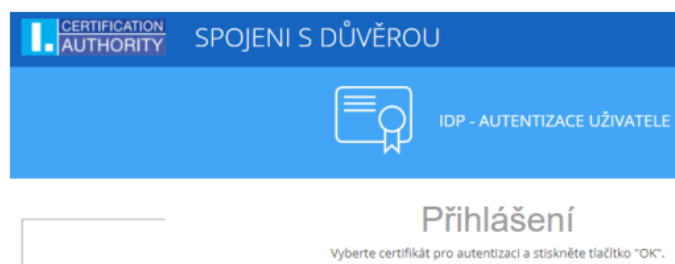 I. CERTIFICATION
AUTHORITY
SPOJENI S DŮVĚROU
IDP - AUTENTIZACE UŽIVATELE
Přihlášení
Vyberte certifikát pro autentizaci a stiskněte tlačítko "OK".